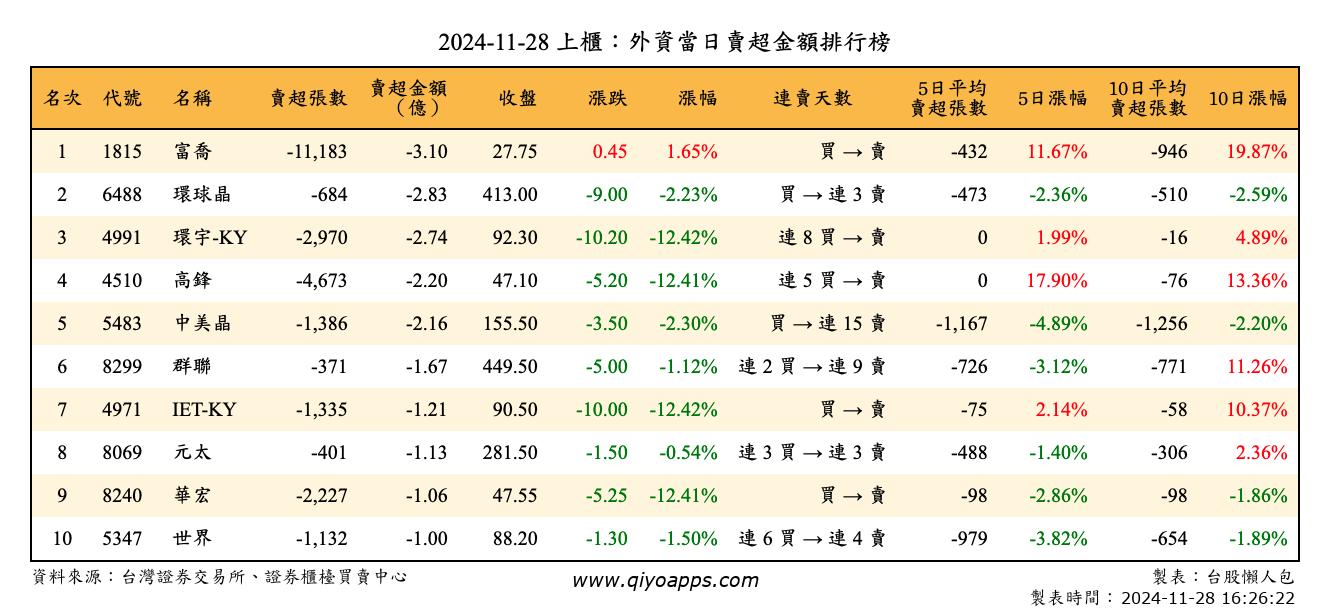 2024-11-28 上櫃：外資當日賣超金額排行榜
名次 代號 名稱 賣超張數 賣超金額（億） 收盤 漲跌 漲幅 連賣天數 5日平均賣超張數 5日漲幅 10日平均賣超張數 10日漲幅
1 1815 富喬 -11,183 -3.10 27.75 0.45 1.65% 買 → 賣 -432 11.67% -946 19.87%
2 6488 環球晶 -684 -2.83 413.00 -9.00 -2.23% 買 → 連 3 賣 -473 -2.36% -510 -2.59%
3 4991 環宇-KY -2,970 -2.74 92.30 -10.20 -12.42% 連 8 買 → 賣 0 1.99% -16 4.89%
4 4510 高鋒 -4,673 -2.20 47.10 -5.20 -12.41% 連 5 買 → 賣 0 17.90% -76 13.36%
5 5483 中美晶 -1,386 -2.16 155.50 -3.50 -2.30% 買 → 連 15 賣 -1,167 -4.89% -1,256 -2.20%
6 8299 群聯 -371 -1.67 449.50 -5.00 -1.12% 連 2 買 → 連 9 賣 -726 -3.12% -771 11.26%
7 4971 IET-KY -1,335 -1.21 90.50 -10.00 -12.42% 買 → 賣 -75 2.14% -58 10.37%
8 8069 元太 -401 -1.13 281.50 -1.50 -0.54% 連 3 買 → 連 3 賣 -488 -1.40% -306 2.36%
9 8240 華宏 -2,227 -1.06 47.55 -5.25 -12.41% 買 → 賣 -98 -2.86% -98 -1.86%
10 5347 世界 -1,132 -1.00 88.20 -1.30 -1.50% 連 6 買 → 連 4 賣 -979 -3.82% -654 -1.89%
資料來源：台灣證券交易所、證券櫃檯買賣中心 www.qiyoapps.com 製表：台股懶人包
製表時間：2024-11-28 16:26:22